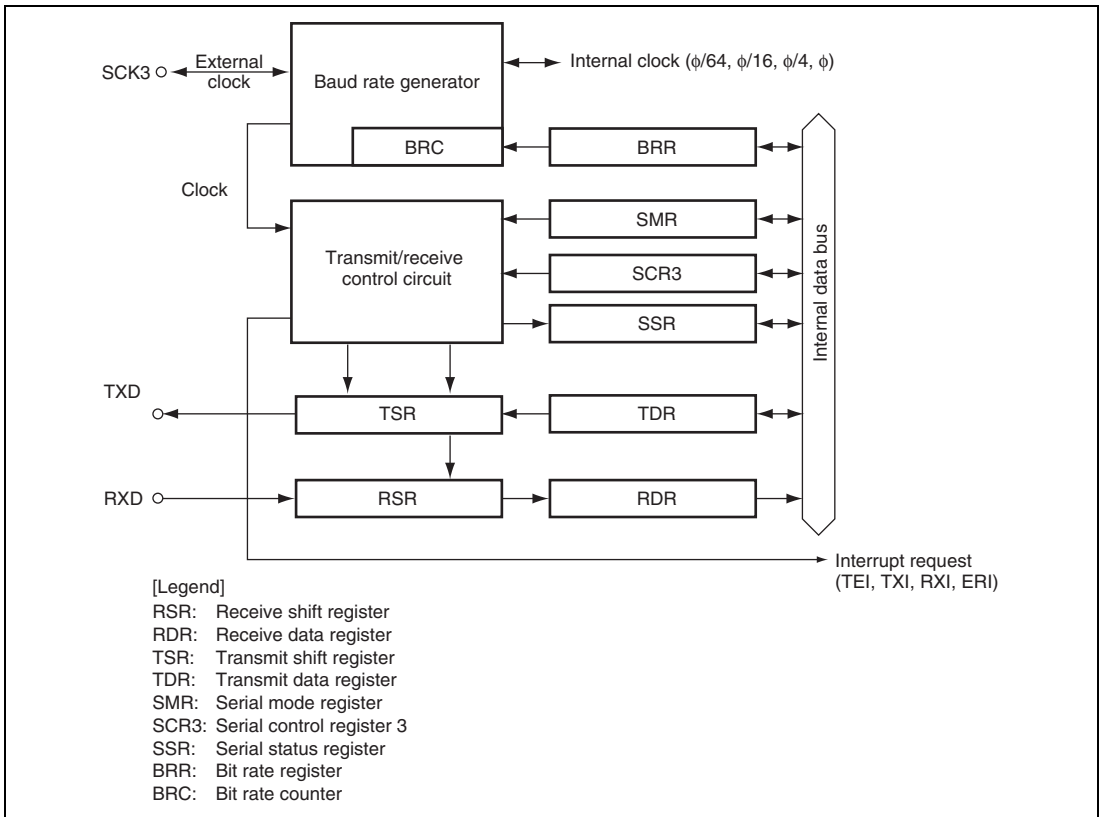 SCK3
External
clock
Baud rate generator
Internal clock (ϕ/64, ϕ/16, ϕ/4, ϕ)
BRC
BRR
Clock
Transmit/receive
control circuit
SMR
SCR3
SSR
Internal data bus
TXD
TSR
TDR
RXD
RSR
RDR
Interrupt request
(TEI, TXI, RXI, ERI)
[Legend]
RSR: Receive shift register
RDR: Receive data register
TSR: Transmit shift register
TDR: Transmit data register
SMR: Serial mode register
SCR3: Serial control register 3
SSR: Serial status register
BRR: Bit rate register
BRC: Bit rate counter